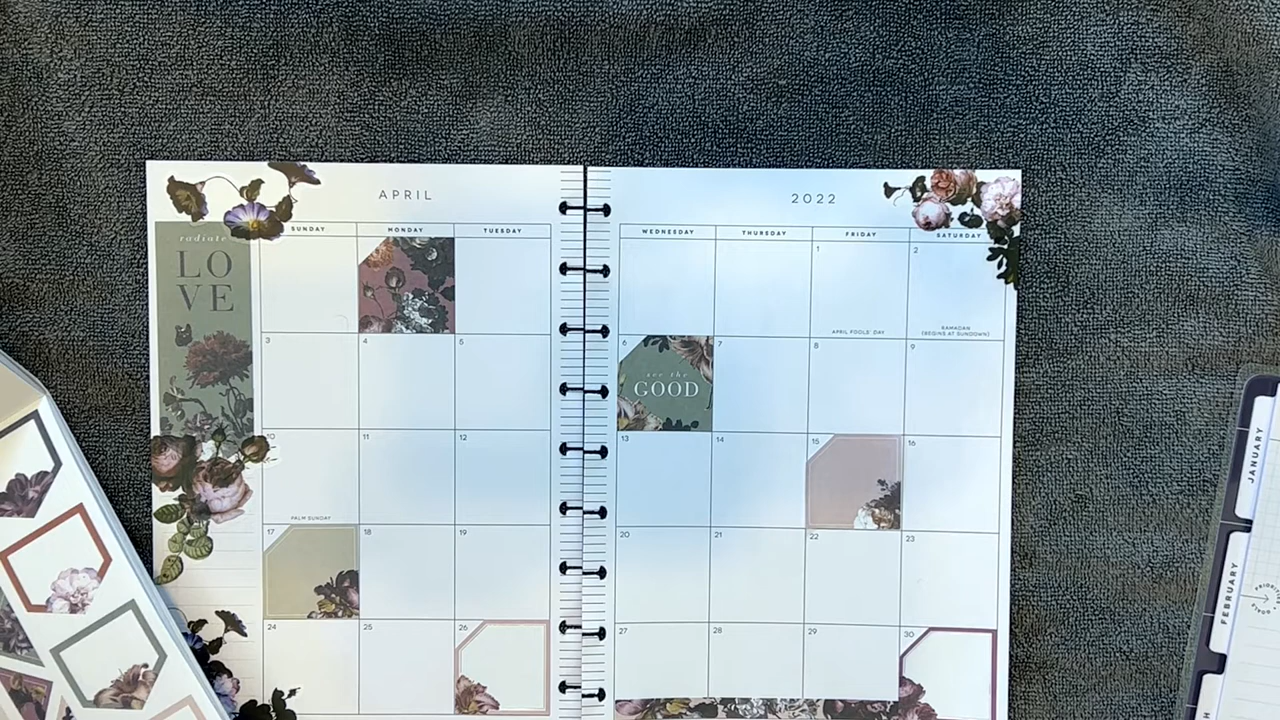 APRIL
2022
SUNDAY MONDAY TUESDAY
WEDNESDAY THURSDAY FRIDAY SATURDAY
radiate
LO
VE
1 2
APRIL FOOLS' DAY
RAMADAN
(BEGINS AT SUNDOWN)
3 4 5
6 7 8 9
see the
GOOD
10 11 12
13 14 15 16
PALM SUNDAY
17 18 19
20 21 22 23
24 25 26
27 28 29 30
JANUARY
FEBRUARY